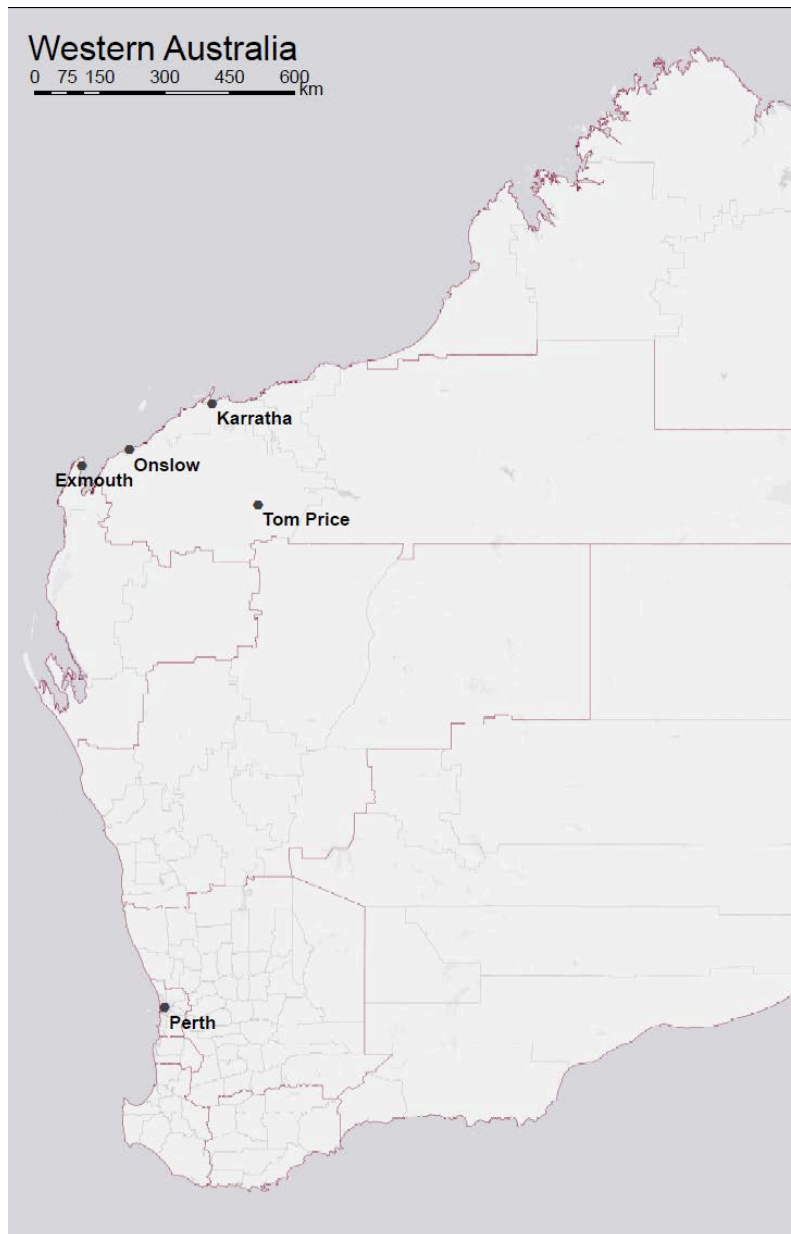 Western Australia
0 75 150 300 450 600
km
Karratha
Onslow
Exmouth
Tom Price
Perth